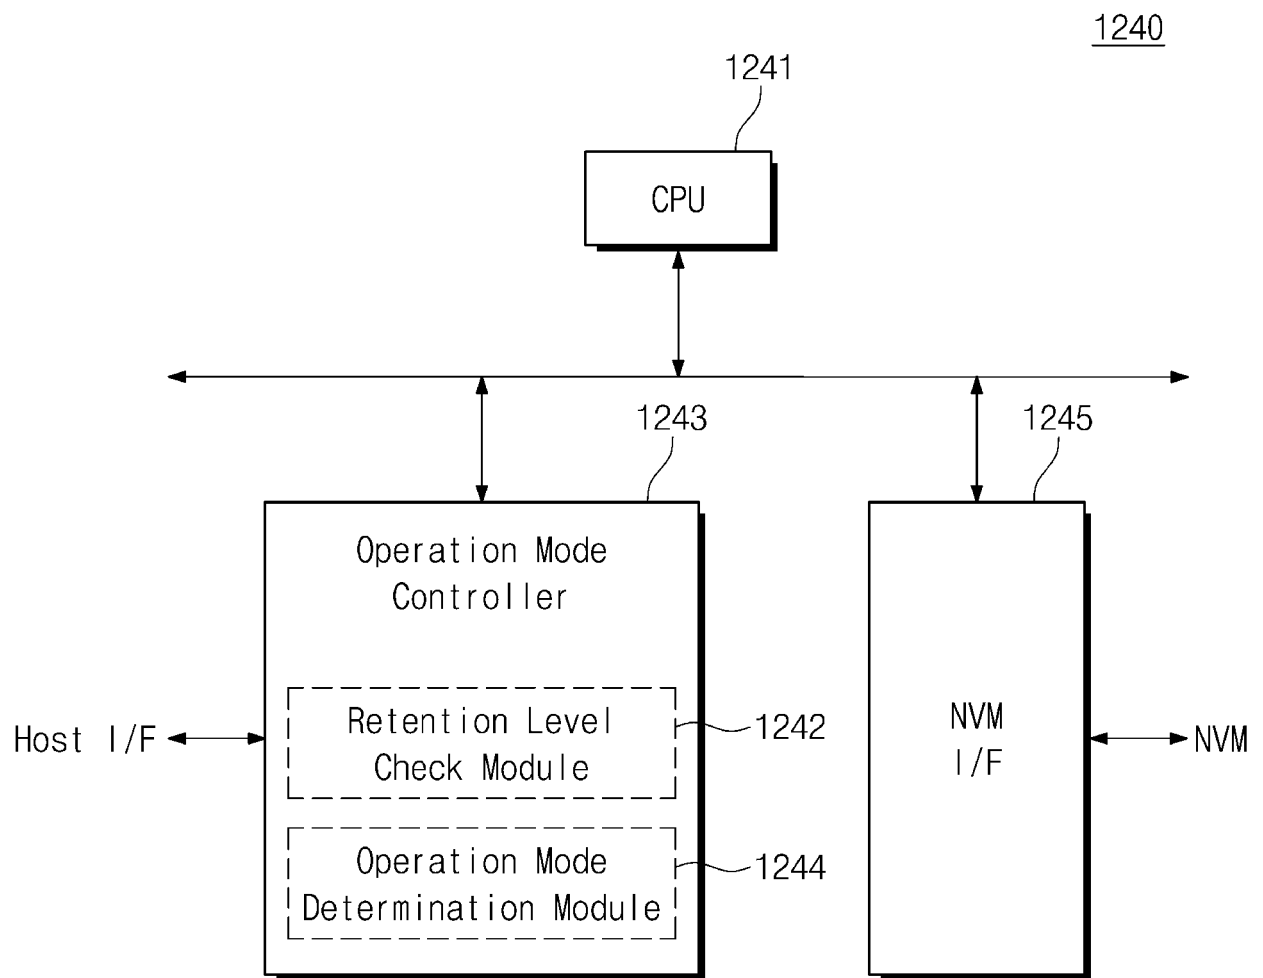 1240
1241
CPU
1243
1245
Operation Mode
Controller
Retention Level
Check Module
1242
Host I/F
NVM
I/F
NVM
Operation Mode
Determination Module
1244